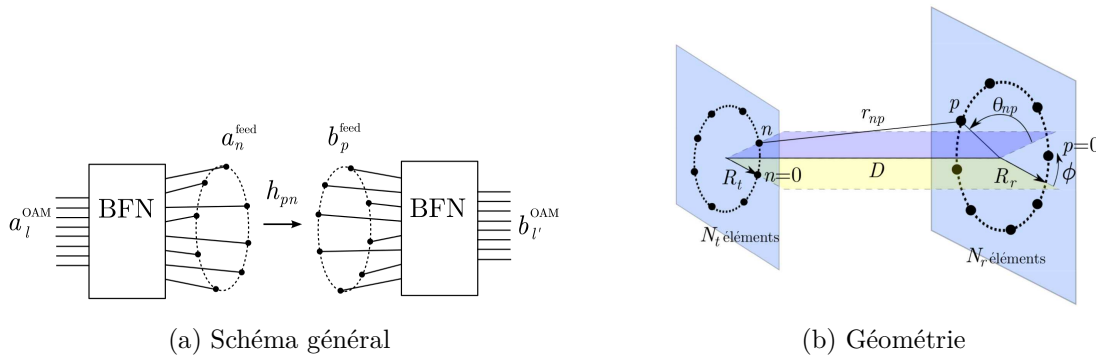 a_n^feed
b_p^feed
BFN
BFN
h_pn
a_l^OAM
b_l'^OAM
(a) Schéma général
n
n=0
R_t
N_t éléments
r_np
D
p
θ_np
p=0
R_r
ϕ
N_r éléments
(b) Géométrie